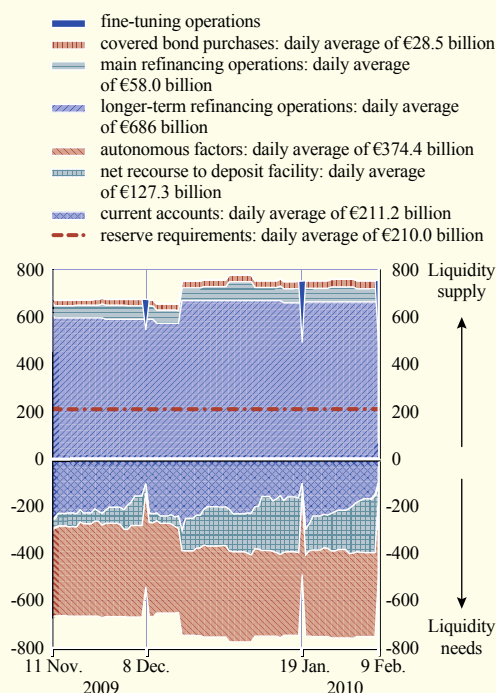 fine-tuning operations
covered bond purchases: daily average of €28.5 billion
main refinancing operations: daily average
of €58.0 billion
longer-term refinancing operations: daily average
of €686 billion
autonomous factors: daily average of €374.4 billion
net recourse to deposit facility: daily average
of €127.3 billion
current accounts: daily average of €211.2 billion
reserve requirements: daily average of €210.0 billion
800 800 Liquidity
supply
600 600
400 400
200 200
0 0
-200 -200
-400 -400
-600 -600
-800 -800 Liquidity
needs
11 Nov. 8 Dec. 19 Jan. 9 Feb.
2009 2010